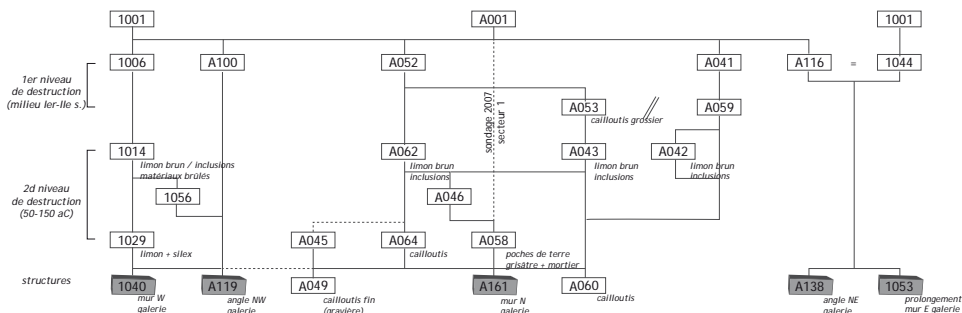 1001
A001
1001
1006
A100
A052
A041
A116
=
1044
1er niveau
de destruction
(milieu Ier-IIe s.)
A053
cailloutis grossier
A059
sondage 2007
secteur 1
1014
limon brun / inclusions
matériaux brûlés
A062
limon brun
inclusions
A043
limon brun
inclusions
A042
limon brun
inclusions
2d niveau
de destruction
(50-150 aC)
1056
A046
1029
limon + silex
A045
A064
cailloutis
A058
poches de terre
grisâtre + mortier
structures
1040
mur W
galerie
A119
angle NW
galerie
A049
cailloutis fin
(gravière)
A161
mur N
galerie
A060
cailloutis
A138
angle NE
galerie
1053
prolongement
mur E galerie